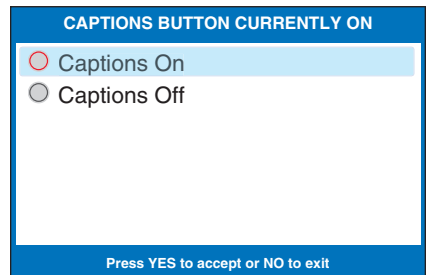 CAPTIONS BUTTON CURRENTLY ON
Captions On
Captions Off
Press YES to accept or NO to exit